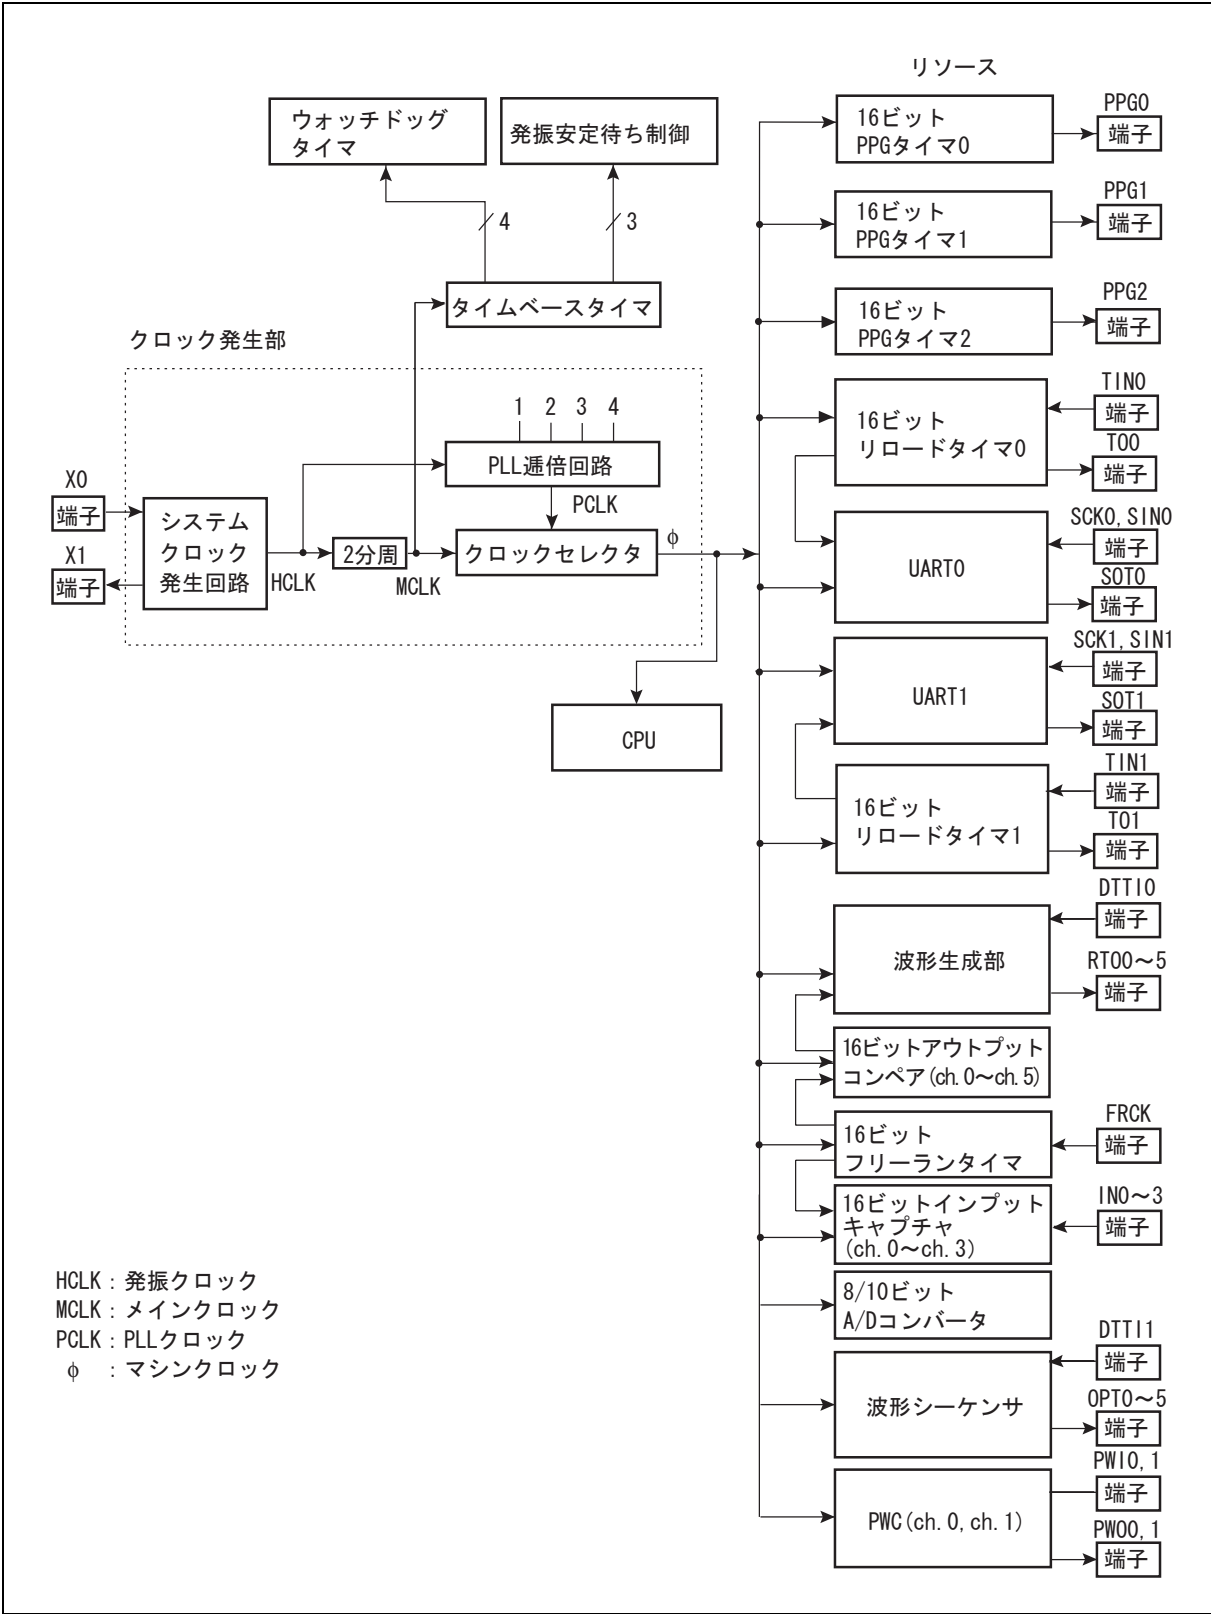 リソース
ウォッチドッグ
タイマ
発振安定待ち制御
4
3
タイムベースタイマ
クロック発生部
1 2 3 4
PLL逓倍回路
PCLK
X0
端子
X1
端子
システム
クロック
発生回路
HCLK
2分周
MCLK
クロックセレクタ
φ
CPU
16ビット
PPGタイマ0
PPG0
端子
16ビット
PPGタイマ1
PPG1
端子
16ビット
PPGタイマ2
PPG2
端子
16ビット
リロードタイマ0
TIN0
端子
TO0
端子
UART0
SCK0, SIN0
端子
SOT0
端子
UART1
SCK1, SIN1
端子
SOT1
端子
16ビット
リロードタイマ1
TIN1
端子
TO1
端子
波形生成部
DTTI0
端子
RTO0～5
端子
16ビットアウトプット
コンペア(ch.0～ch.5)
16ビット
フリーランタイマ
FRCK
端子
16ビットインプット
キャプチャ
(ch.0～ch.3)
IN0～3
端子
8/10ビット
A/Dコンバータ
波形シーケンサ
DTTI1
端子
OPT0～5
端子
PWC(ch.0, ch.1)
PWI0, 1
端子
PWO0, 1
端子
HCLK : 発振クロック
MCLK : メインクロック
PCLK : PLLクロック
φ : マシンクロック